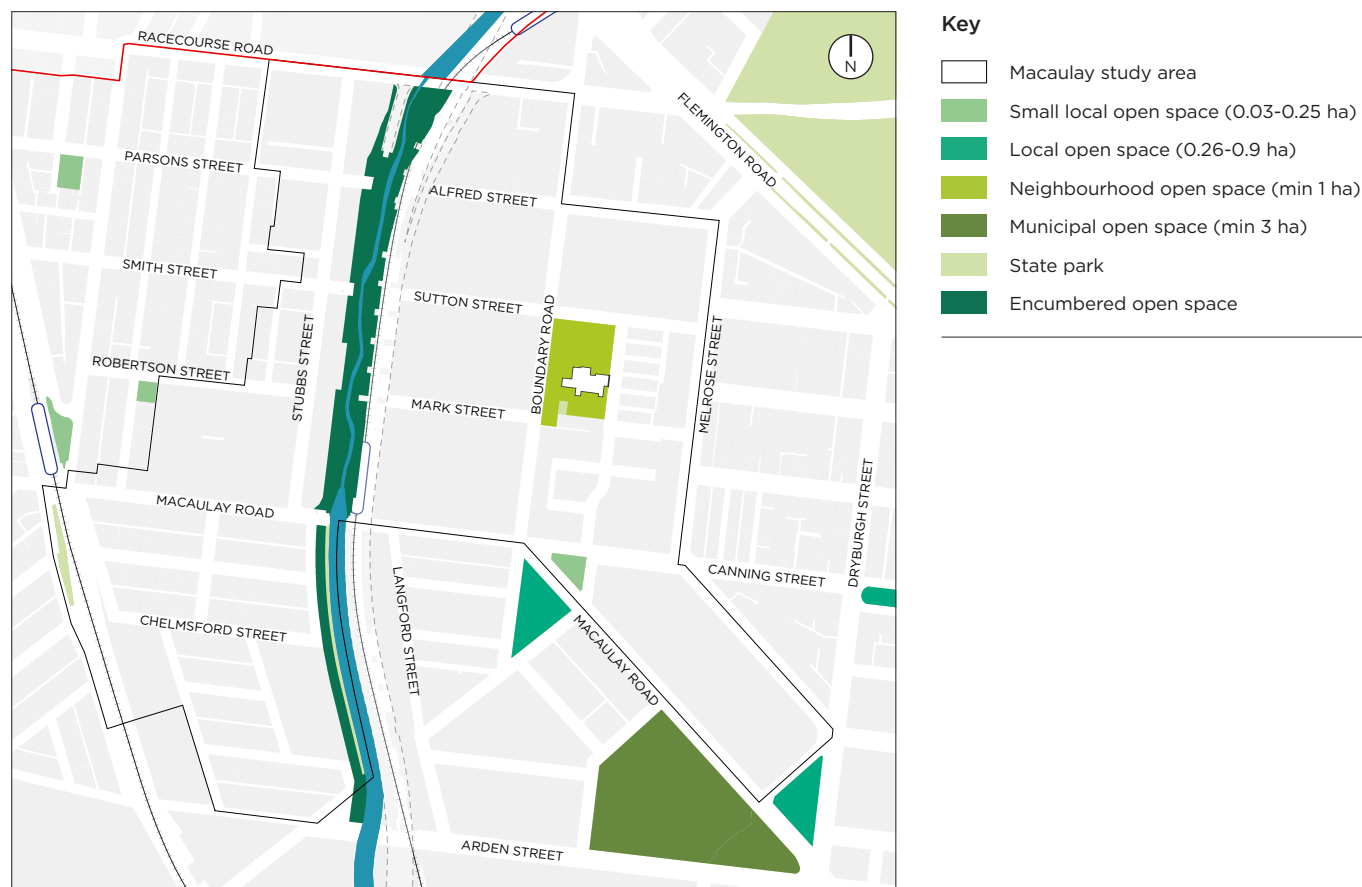 RACECOURSE ROAD
N
FLEMINGTON ROAD
PARSONS STREET
ALFRED STREET
SMITH STREET
SUTTON STREET
BOUNDARY ROAD
STUBBS STREET
MELROSE STREET
ROBERTSON STREET
MARK STREET
MACAULAY ROAD
DRYBURGH STREET
CANNING STREET
LANGFORD STREET
CHELMSFORD STREET
MACAULAY ROAD
ARDEN STREET
Key
Macaulay study area
Small local open space (0.03-0.25 ha)
Local open space (0.26-0.9 ha)
Neighbourhood open space (min 1 ha)
Municipal open space (min 3 ha)
State park
Encumbered open space